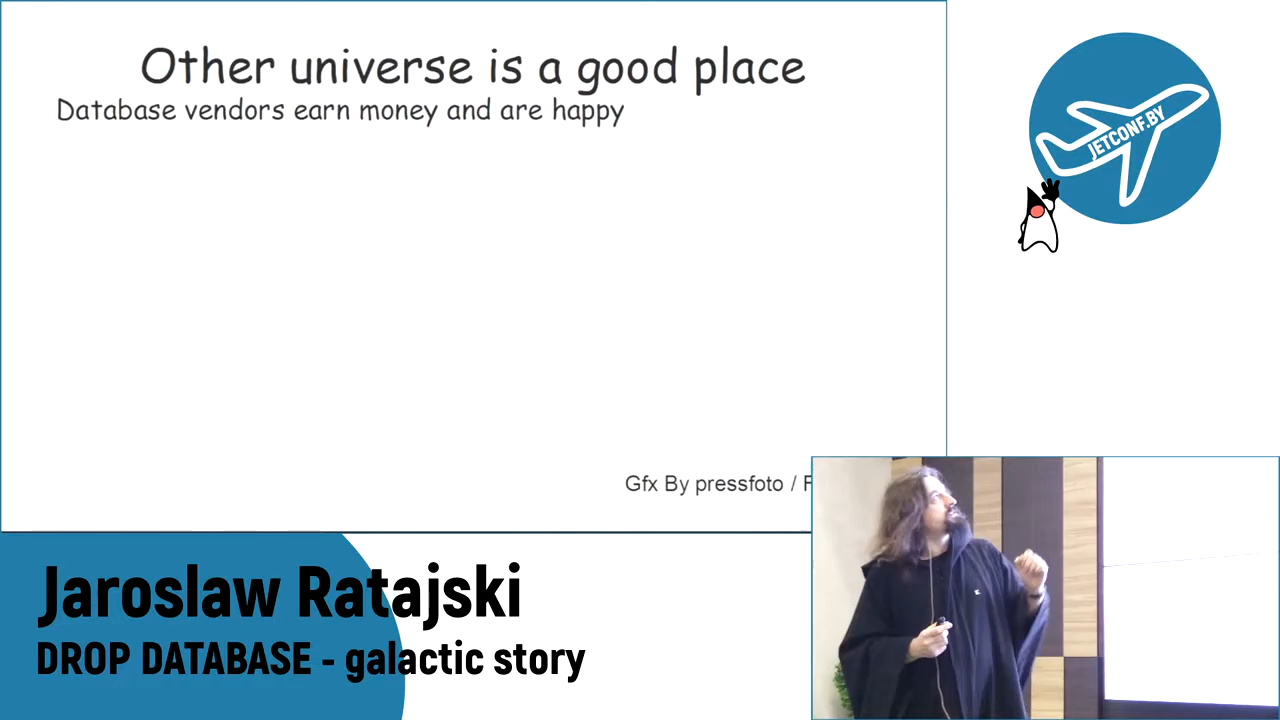 Other universe is a good place
Database vendors earn money and are happy
JETCONF.BY
Gfx By pressfoto /
Jaroslaw Ratajski
DROP DATABASE - galactic story